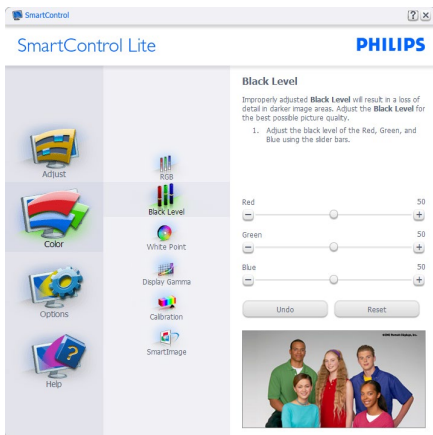 SmartControl
SmartControl Lite
PHILIPS
Adjust
Color
Options
Help
RGB
Black Level
White Point
Display Gamma
Calibration
SmartImage
Black Level
Improperly adjusted Black Level will result in a loss of
detail in darker image areas. Adjust the Black Level for
the best possible picture quality.
1. Adjust the black level of the Red, Green, and
Blue using the slider bars.
Red 50
Green 50
Blue 50
Undo Reset